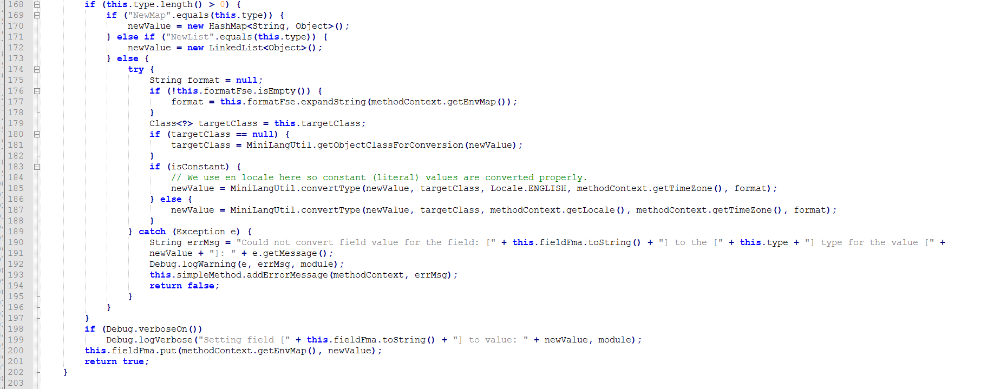 168 if (this.type.length() > 0) {
169 if ("NewMap".equals(this.type)) {
170 newValue = new HashMap<String, Object>();
171 } else if ("NewList".equals(this.type)) {
172 newValue = new LinkedList<Object>();
173 } else {
174 try {
175 String format = null;
176 if (!this.formatFse.isEmpty()) {
177 format = this.formatFse.expandString(methodContext.getEnvMap());
178 }
179 Class<?> targetClass = this.targetClass;
180 if (targetClass == null) {
181 targetClass = MiniLangUtil.getObjectClassForConversion(newValue);
182 }
183 if (isConstant) {
184 // We use en locale here so constant (literal) values are converted properly.
185 newValue = MiniLangUtil.convertType(newValue, targetClass, Locale.ENGLISH, methodContext.getTimeZone(), format);
186 } else {
187 newValue = MiniLangUtil.convertType(newValue, targetClass, methodContext.getLocale(), methodContext.getTimeZone(), format);
188 }
189 } catch (Exception e) {
190 String errMsg = "Could not convert field value for the field: [" + this.fieldFma.toString() + "] to the [" + this.type + "] type for the value [" +
191 newValue + "]: " + e.getMessage();
192 Debug.logWarning(e, errMsg, module);
193 this.simpleMethod.addErrorMessage(methodContext, errMsg);
194 return false;
195 }
196 }
197 }
198 if (Debug.verboseOn())
199 Debug.logVerbose("Setting field [" + this.fieldFma.toString() + "] to value: " + newValue, module);
200 this.fieldFma.put(methodContext.getEnvMap(), newValue);
201 return true;
202 }
203